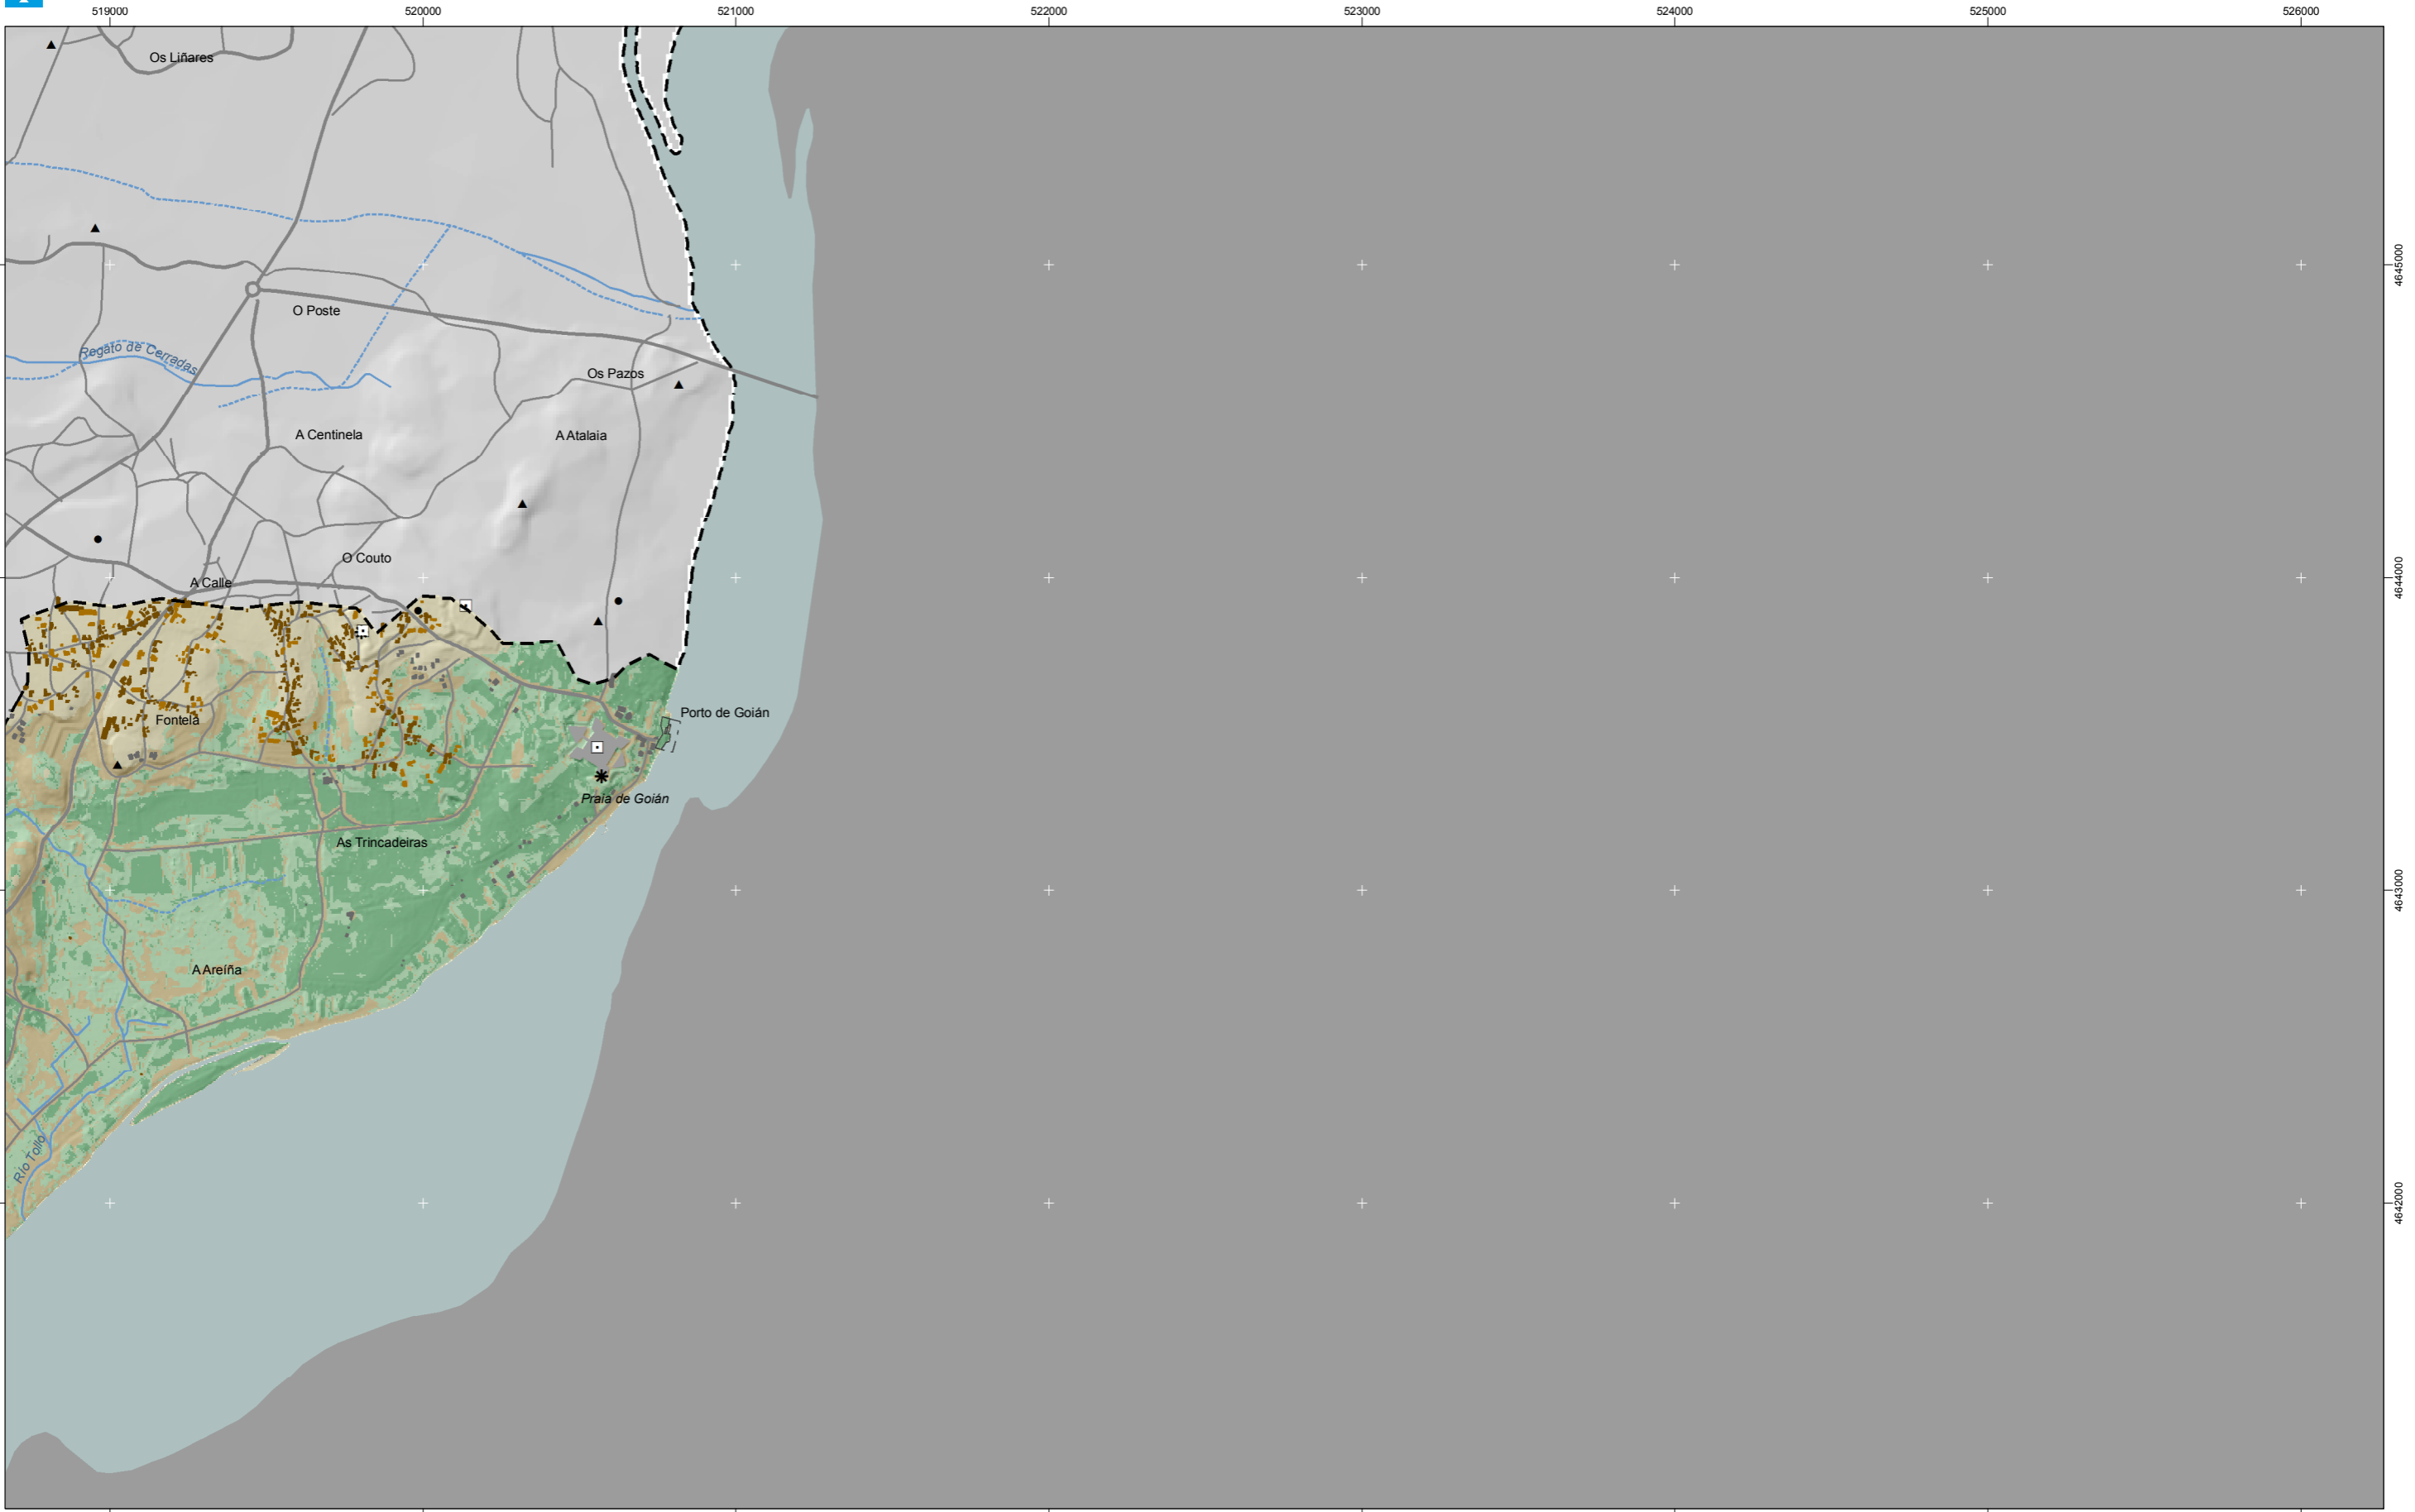 519000
520000
521000
522000
523000
524000
525000
526000
Os Liñares
4645000
O Poste
Regato de Cerradas
Os Pazos
A Centinela
A Atalaia
O Couto
4644000
A Calle
Porto de Goián
Fontela
Praia de Goián
As Trincadeiras
4643000
A Areíña
Río Tollo
4642000